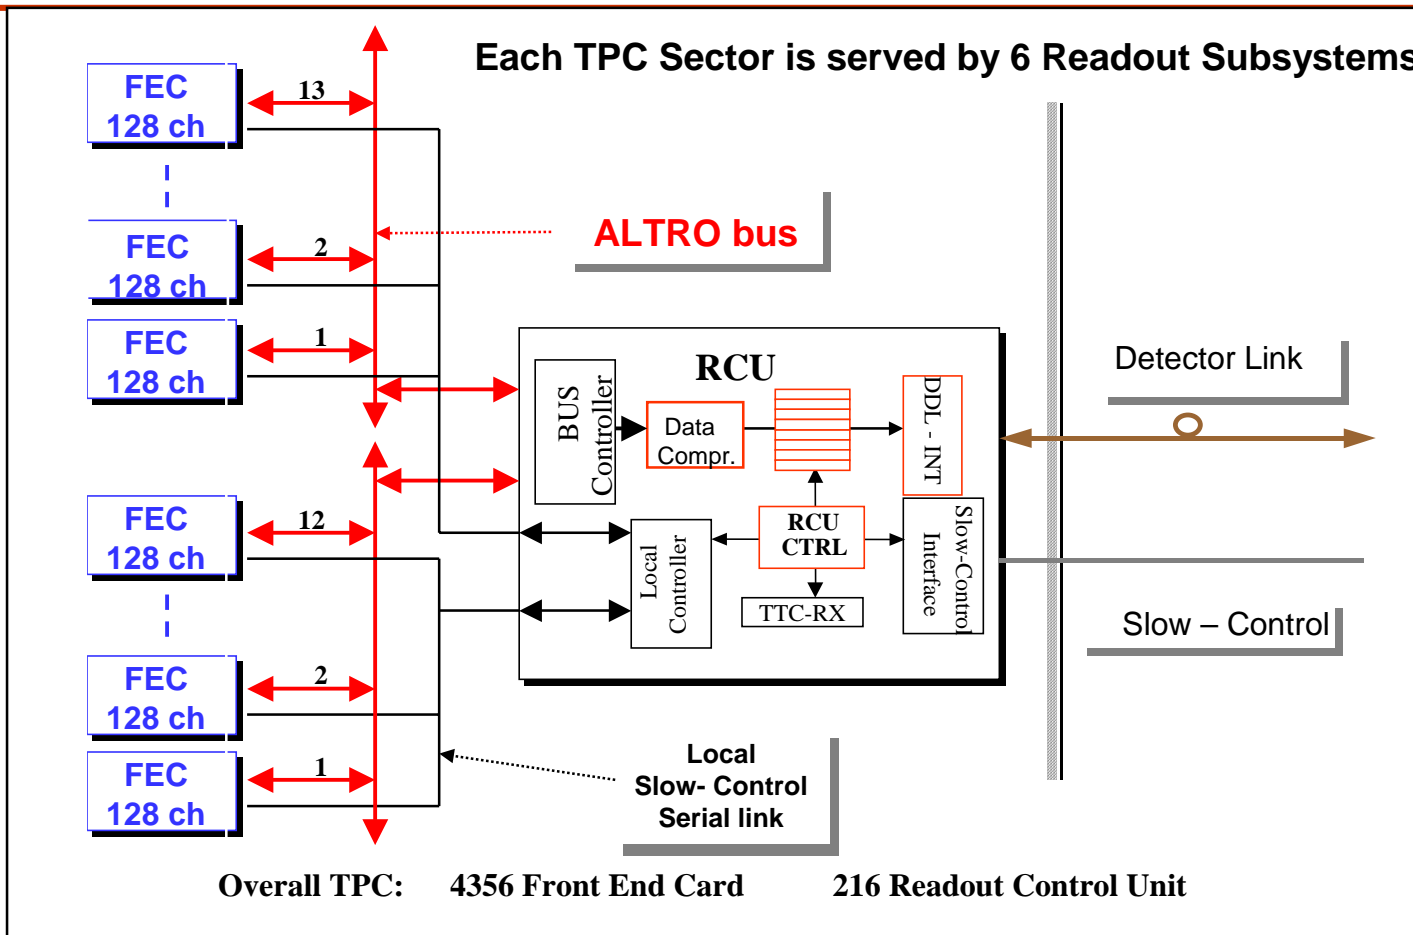 Each TPC Sector is served by 6 Readout Subsystems
FEC
128 ch
13
FEC
128 ch
2
ALTRO bus
FEC
128 ch
1
RCU
BUS
Controller
Data
Compr.
DDL - INT
Detector Link
FEC
128 ch
12
Local
Controller
RCU
CTRL
TTC-RX
Slow-Control
Interface
Slow – Control
FEC
128 ch
2
FEC
128 ch
1
Local
Slow- Control
Serial link
Overall TPC: 4356 Front End Card 216 Readout Control Unit